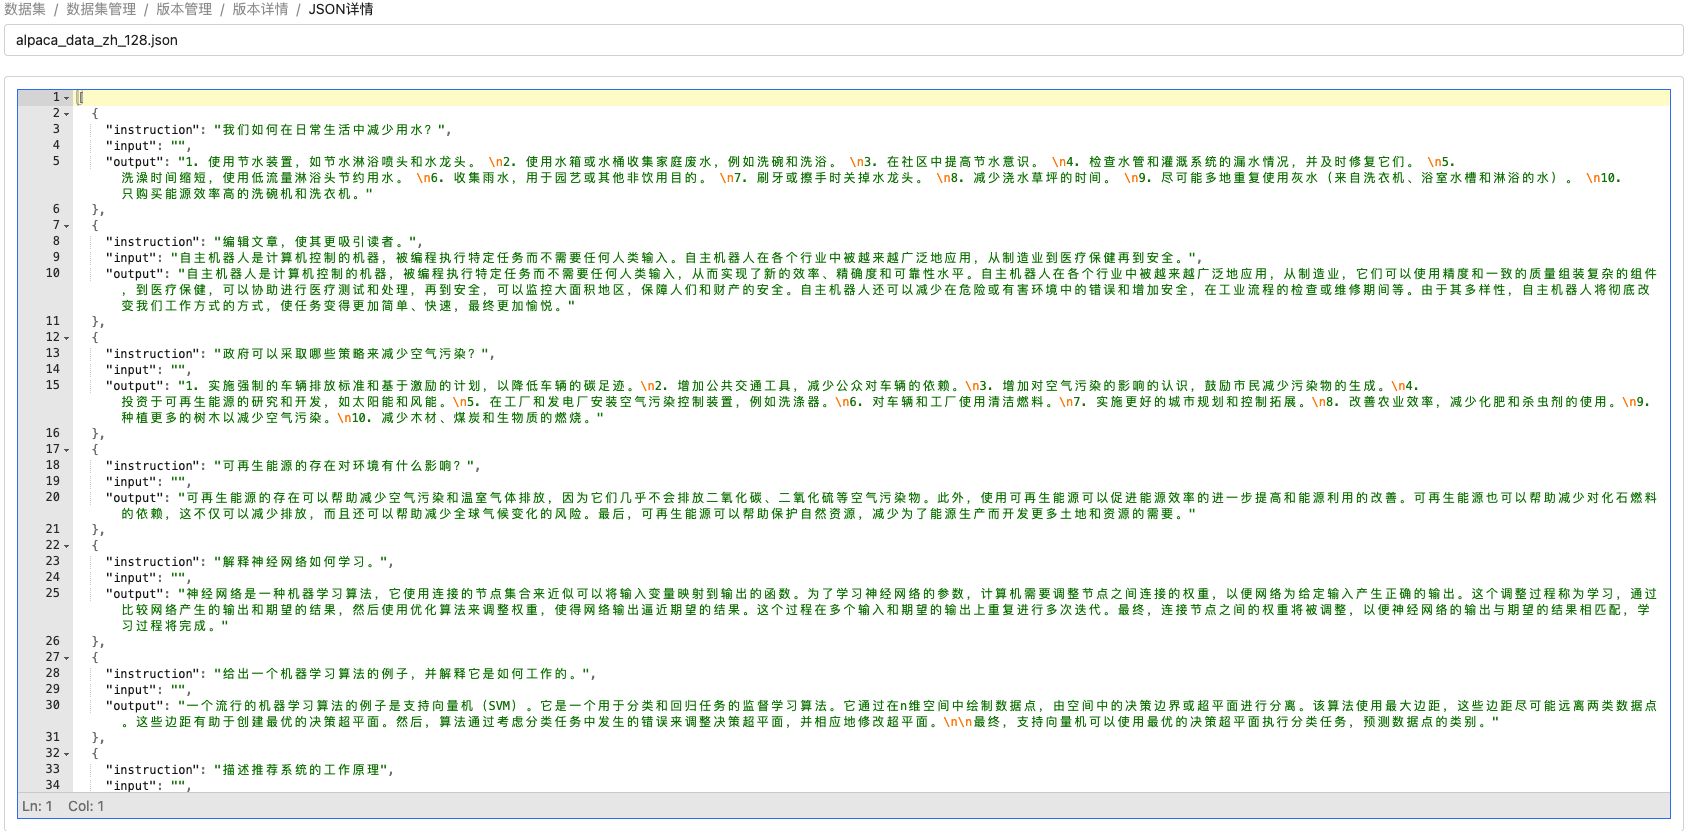 数据集 / 数据集管理 / 版本管理 / 版本详情 / JSON详情
alpaca_data_zh_128.json
1 [
2 {
3 "instruction": "我们如何在日常生活中减少用水？",
4 "input": "",
5 "output": "1. 使用节水装置，如节水淋浴喷头和水龙头。 \n2. 使用水箱或水桶收集家庭废水，例如洗碗和洗浴。 \n3. 在社区中提高节水意识。 \n4. 检查水管和灌溉系统的漏水情况，并及时修复它们。 \n5.
洗澡时间缩短，使用低流量淋浴头节约用水。 \n6. 收集雨水，用于园艺或其他非饮用目的。 \n7. 刷牙或擦手时关掉水龙头。 \n8. 减少浇水草坪的时间。 \n9. 尽可能多地重复使用灰水（来自洗衣机、浴室水槽和淋浴的水）。 \n10.
只购买能源效率高的洗碗机和洗衣机。"
6 },
7 {
8 "instruction": "编辑文章，使其更吸引读者。",
9 "input": "自主机器人是计算机控制的机器，被编程执行特定任务而不需要任何人类输入。自主机器人在各个行业中被越来越广泛地应用，从制造业到医疗保健再到安全。",
10 "output": "自主机器人是计算机控制的机器，被编程执行特定任务而不需要任何人类输入，从而实现了新的效率、精确度和可靠性水平。自主机器人在各个行业中被越来越广泛地应用，从制造业，它们可以使用精度和一致的质量组装复杂的组件
，到医疗保健，可以协助进行医疗测试和处理，再到安全，可以监控大面积地区，保障人们和财产的安全。自主机器人还可以减少在危险或有害环境中的错误和增加安全，在工业流程的检查或维修期间等。由于其多样性，自主机器人将彻底改
变我们工作方式的方式，使任务变得更加简单、快速，最终更加愉悦。"
11 },
12 {
13 "instruction": "政府可以采取哪些策略来减少空气污染？",
14 "input": "",
15 "output": "1. 实施强制的车辆排放标准和基于激励的计划，以降低车辆的碳足迹。\n2. 增加公共交通工具，减少公众对车辆的依赖。\n3. 增加对空气污染的影响的认识，鼓励市民减少污染物的生成。\n4.
投资于可再生能源的研究和开发，如太阳能和风能。\n5. 在工厂和发电厂安装空气污染控制装置，例如洗涤器。\n6. 对车辆和工厂使用清洁燃料。\n7. 实施更好的城市规划和控制拓展。\n8. 改善农业效率，减少化肥和杀虫剂的使用。\n9.
种植更多的树木以减少空气污染。\n10. 减少木材、煤炭和生物质的燃烧。"
16 },
17 {
18 "instruction": "可再生能源的存在对环境有什么影响？",
19 "input": "",
20 "output": "可再生能源的存在可以帮助减少空气污染和温室气体排放，因为它们几乎不会排放二氧化碳、二氧化硫等空气污染物。此外，使用可再生能源可以促进能源效率的进一步提高和能源利用的改善。可再生能源也可以帮助减少对化石燃料
的依赖，这不仅可以减少排放，而且还可以帮助减少全球气候变化的风险。最后，可再生能源可以帮助保护自然资源，减少为了能源生产而开发更多土地和资源的需要。"
21 },
22 {
23 "instruction": "解释神经网络如何学习。",
24 "input": "",
25 "output": "神经网络是一种机器学习算法，它使用连接的节点集合来近似可以将输入变量映射到输出的函数。为了学习神经网络的参数，计算机需要调整节点之间连接的权重，以便网络为给定输入产生正确的输出。这个调整过程称为学习，通过
比较网络产生的输出和期望的结果，然后使用优化算法来调整权重，使得网络输出逼近期望的结果。这个过程在多个输入和期望的输出上重复进行多次迭代。最终，连接节点之间的权重将被调整，以便神经网络的输出与期望的结果相匹配，学
习过程将完成。"
26 },
27 {
28 "instruction": "给出一个机器学习算法的例子，并解释它是如何工作的。",
29 "input": "",
30 "output": "一个流行的机器学习算法的例子是支持向量机（SVM）。它是一个用于分类和回归任务的监督学习算法。它通过在n维空间中绘制数据点，由空间中的决策边界或超平面进行分离。该算法使用最大边距，这些边距尽可能远离两类数据点
。这些边距有助于创建最优的决策超平面。然后，算法通过考虑分类任务中发生的错误来调整决策超平面，并相应地修改超平面。\n\n最终，支持向量机可以使用最优的决策超平面执行分类任务，预测数据点的类别。"
31 },
32 {
33 "instruction": "描述推荐系统的工作原理",
34 "input": "",
Ln: 1 Col: 1